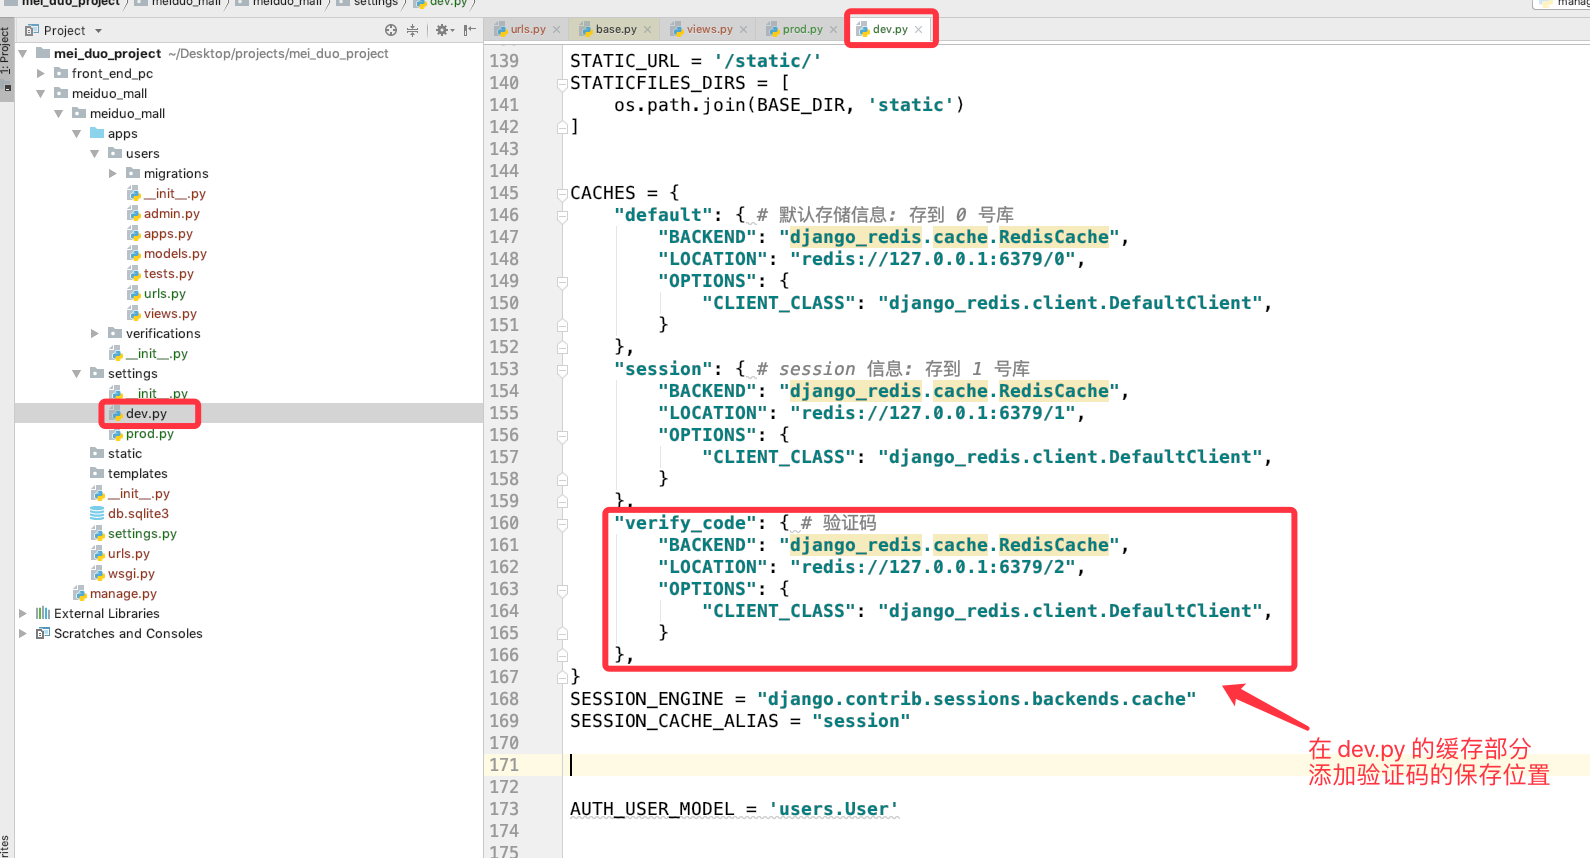 mei_duo_project meiduo_mall meiduo_mall settings dev.py
Project
urls.py base.py views.py prod.py dev.py
1: Project
mei_duo_project ~/Desktop/projects/mei_duo_project
front_end_pc
meiduo_mall
meiduo_mall
apps
users
migrations
__init__.py
admin.py
apps.py
models.py
tests.py
urls.py
views.py
verifications
__init__.py
settings
__init__.py
dev.py
prod.py
static
templates
__init__.py
db.sqlite3
settings.py
urls.py
wsgi.py
manage.py
External Libraries
Scratches and Consoles
139 STATIC_URL = '/static/'
140 STATICFILES_DIRS = [
141 os.path.join(BASE_DIR, 'static')
142 ]
143
144
145 CACHES = {
146 "default": { # 默认存储信息: 存到 0 号库
147 "BACKEND": "django_redis.cache.RedisCache",
148 "LOCATION": "redis://127.0.0.1:6379/0",
149 "OPTIONS": {
150 "CLIENT_CLASS": "django_redis.client.DefaultClient",
151 }
152 },
153 "session": { # session 信息: 存到 1 号库
154 "BACKEND": "django_redis.cache.RedisCache",
155 "LOCATION": "redis://127.0.0.1:6379/1",
156 "OPTIONS": {
157 "CLIENT_CLASS": "django_redis.client.DefaultClient",
158 }
159 },
160 "verify_code": { # 验证码
161 "BACKEND": "django_redis.cache.RedisCache",
162 "LOCATION": "redis://127.0.0.1:6379/2",
163 "OPTIONS": {
164 "CLIENT_CLASS": "django_redis.client.DefaultClient",
165 }
166 },
167 }
168 SESSION_ENGINE = "django.contrib.sessions.backends.cache"
169 SESSION_CACHE_ALIAS = "session"
170
171
172
173 AUTH_USER_MODEL = 'users.User'
174
175
在 dev.py 的缓存部分
添加验证码的保存位置